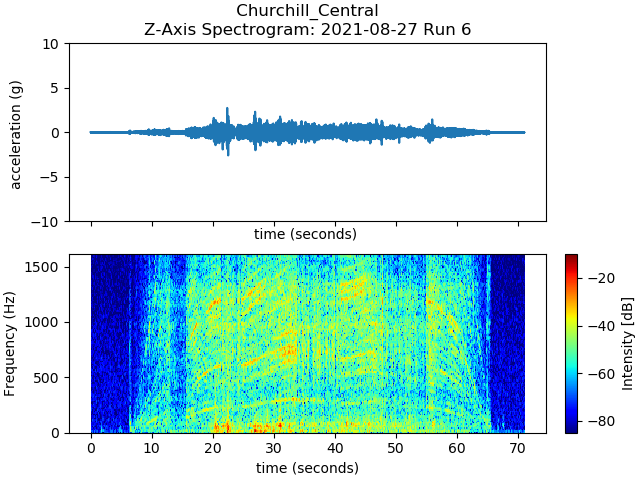 Churchill_Central
Z-Axis Spectrogram: 2021-08-27 Run 6
10
5
0
−5
−10
acceleration (g)
time (seconds)
1500
1000
500
0
Frequency (Hz)
0 10 20 30 40 50 60 70
time (seconds)
−20
−40
−60
−80
Intensity [dB]